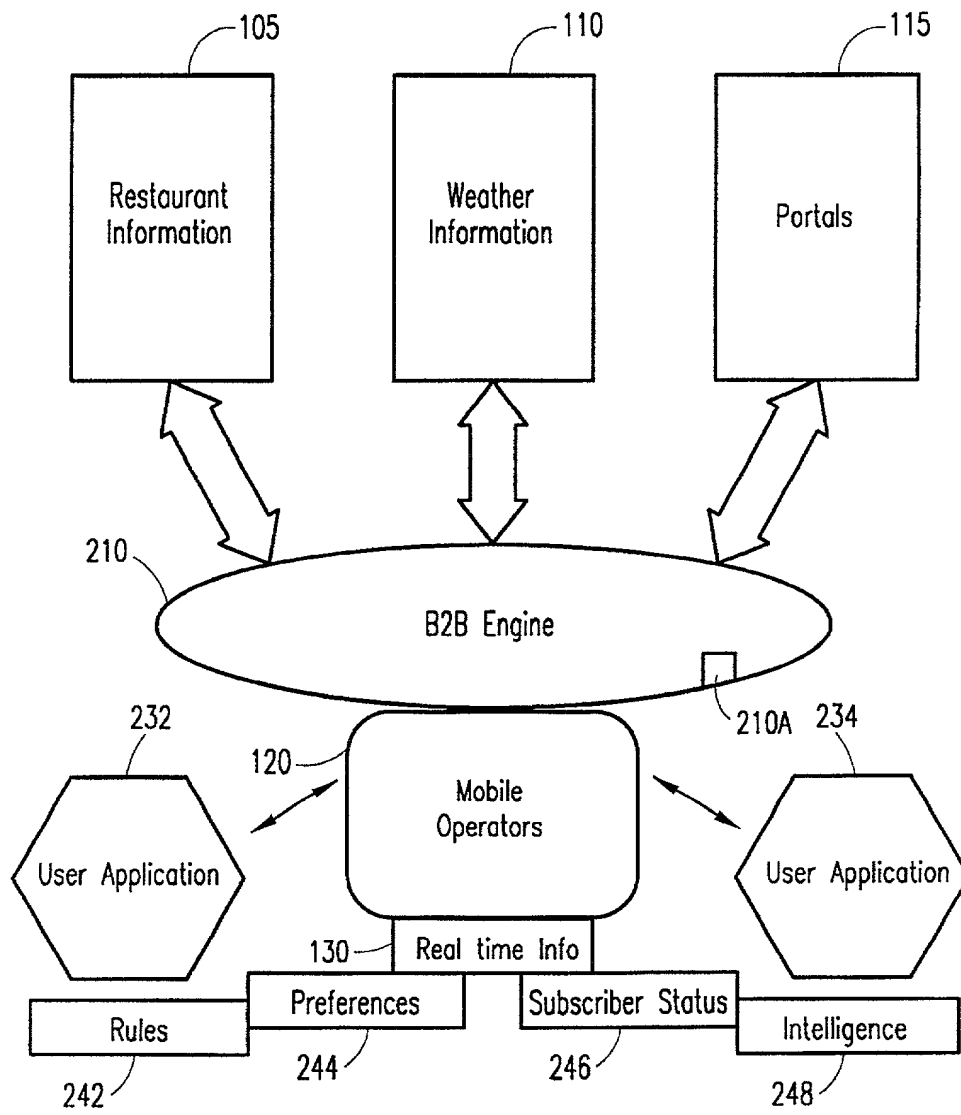 105
110
115
Restaurant
Information
Weather
Information
Portals
210
B2B Engine
210A
232
234
120
Mobile
Operators
User Application
User Application
130
Real time Info
Preferences
Subscriber Status
Rules
Intelligence
242
244
246
248